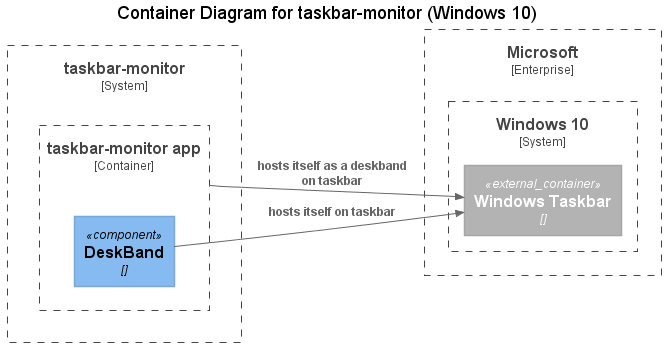 Container Diagram for taskbar-monitor (Windows 10)
taskbar-monitor
[System]
taskbar-monitor app
[Container]
«component»
DeskBand
[]
hosts itself as a deskband
on taskbar
hosts itself on taskbar
Microsoft
[Enterprise]
Windows 10
[System]
«external_container»
Windows Taskbar
[]